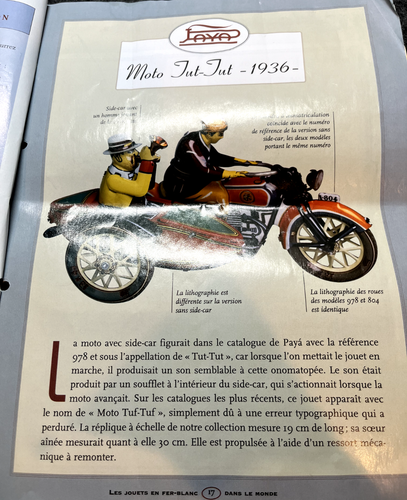 N
PAYA
Moto Tut-Tut -1936-
Side-car avec
un homme
coïncide avec le numéro
de référence de la version sans
side-car, les deux modèles
portant le même numéro
S-804
La lithographie est
différente sur la version
sans side-car
La lithographie des roues
des modèles 978 et 804
est identique
La moto avec side-car figurait dans le catalogue de Payá avec la référence
978 et sous l'appellation de « Tut-Tut », car lorsque l'on mettait le jouet en
marche, il produisait un son semblable à cette onomatopée. Le son était
produit par un soufflet à l'intérieur du side-car, qui s'actionnait lorsque la
moto avançait. Sur les catalogues les plus récents, ce jouet apparaît avec
le nom de « Moto Tuf-Tuf », simplement dû à une erreur typographique qui a
perduré. La réplique à échelle de notre collection mesure 19 cm de long ; sa sœur
aînée mesurait quant à elle 30 cm. Elle est propulsée à l'aide d'un ressort méca-
nique à remonter.
LES JOUETS EN FER-BLANC 17 DANS LE MONDE